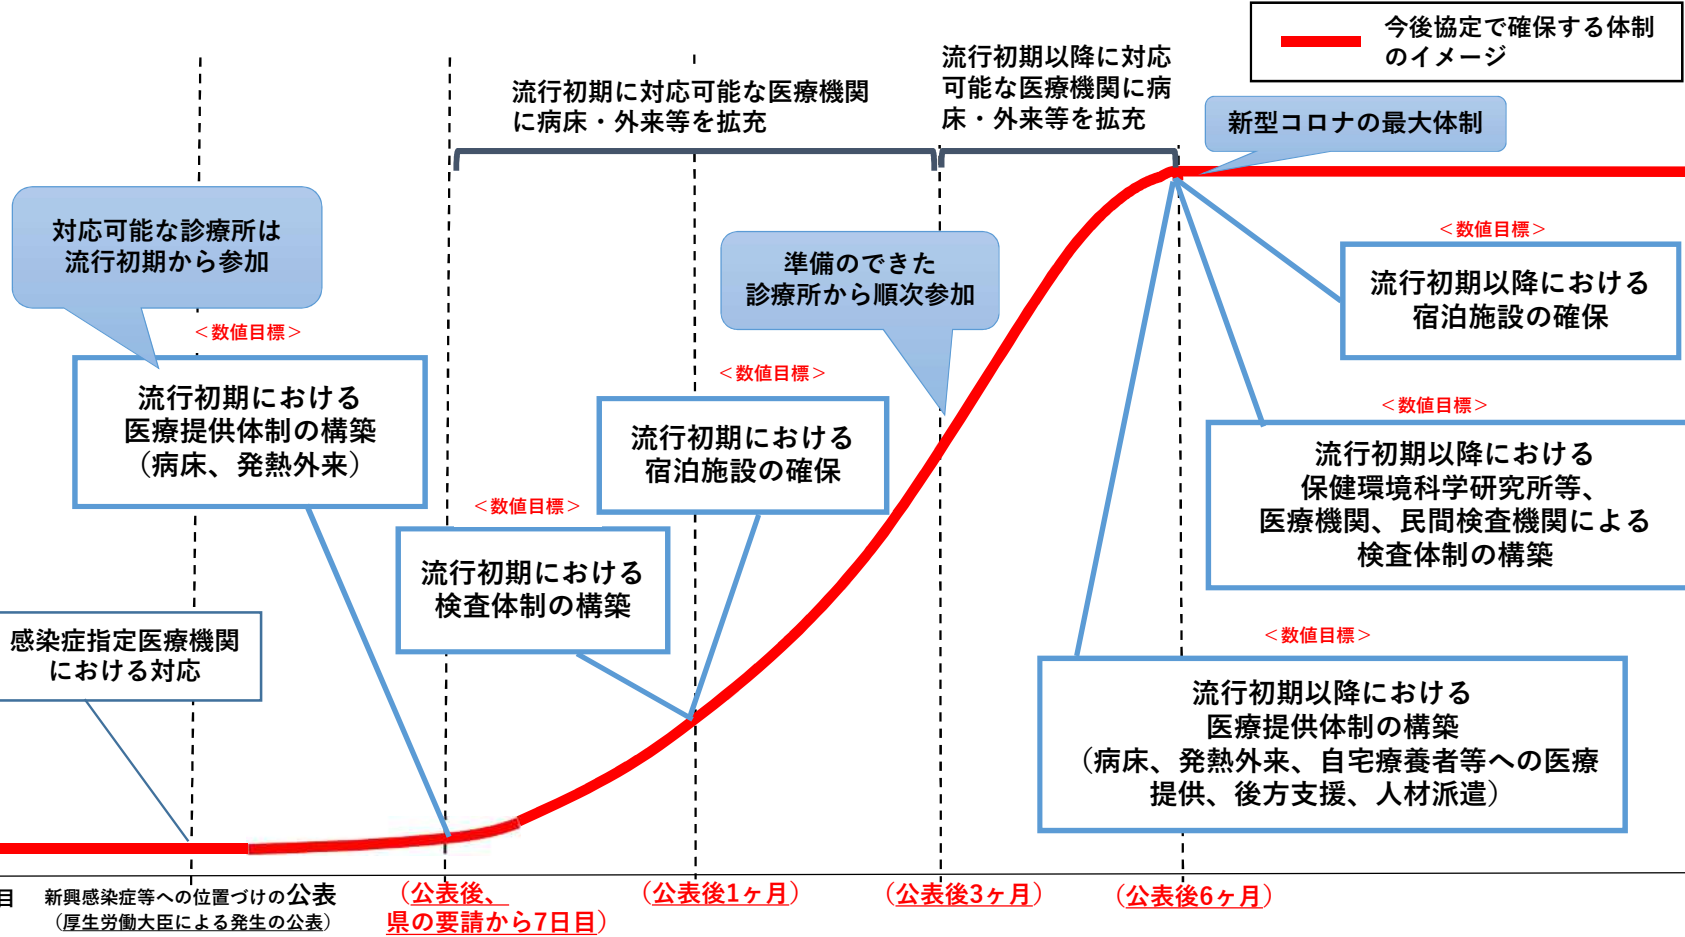 今後協定で確保する体制
のイメージ
流行初期に対応可能な医療機関
に病床・外来等を拡充
流行初期以降に対応
可能な医療機関に病
床・外来等を拡充
新型コロナの最大体制
対応可能な診療所は
流行初期から参加
準備のできた
診療所から順次参加
＜数値目標＞
流行初期における
医療提供体制の構築
（病床、発熱外来）
＜数値目標＞
流行初期における
宿泊施設の確保
＜数値目標＞
流行初期における
検査体制の構築
＜数値目標＞
流行初期以降における
宿泊施設の確保
＜数値目標＞
流行初期以降における
保健環境科学研究所等、
医療機関、民間検査機関による
検査体制の構築
＜数値目標＞
流行初期以降における
医療提供体制の構築
（病床、発熱外来、自宅療養者等への医療
提供、後方支援、人材派遣）
感染症指定医療機関
における対応
目
新興感染症等への位置づけの公表
（厚生労働大臣による発生の公表）
（公表後、
県の要請から7日目）
（公表後1ヶ月）
（公表後3ヶ月）
（公表後6ヶ月）